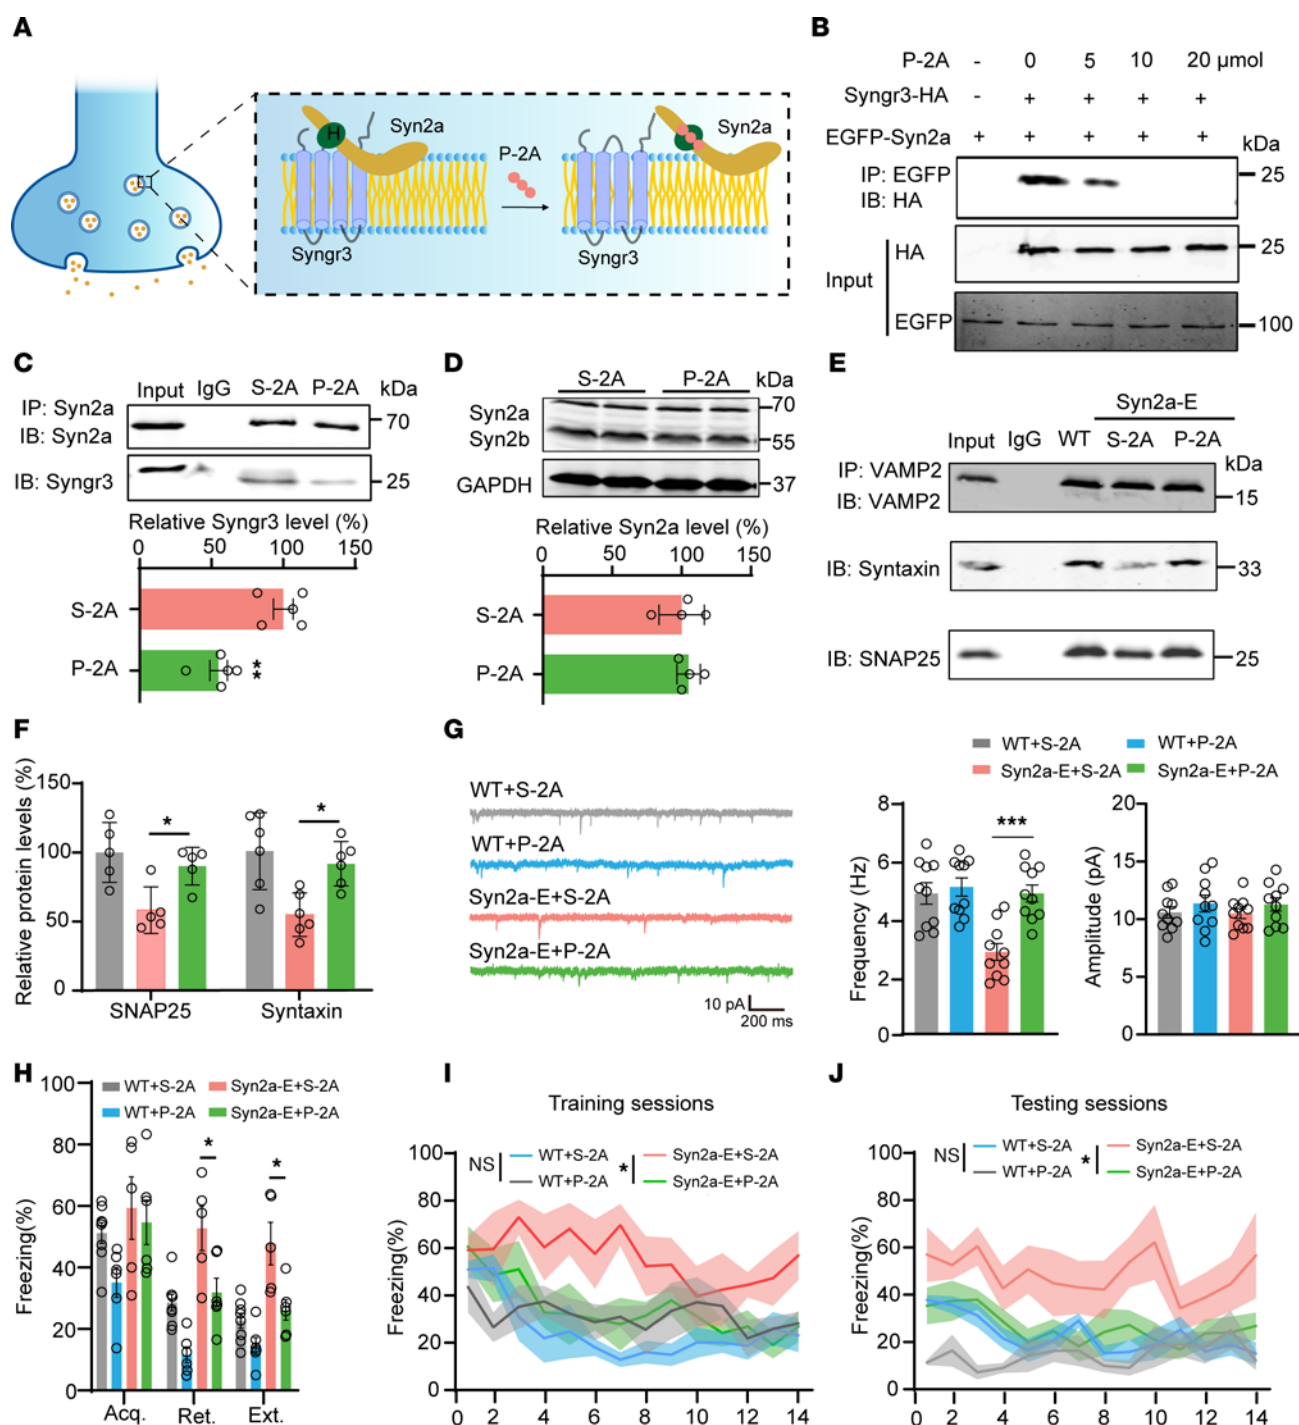 A
Syn2a
H
P-2A
Syn2a
Syngr3
Syngr3
B
P-2A - 0 5 10 20 μmol
Syngr3-HA - + + + +
EGFP-Syn2a + + + + +
kDa
IP: EGFP
IB: HA
25
Input
HA
25
EGFP
100
C
Input IgG S-2A P-2A kDa
IP: Syn2a
IB: Syn2a
70
IB: Syngr3
25
Relative Syngr3 level (%)
0 50 100 150
S-2A
P-2A
**
D
S-2A P-2A kDa
Syn2a
70
Syn2b
55
GAPDH
37
Relative Syn2a level (%)
0 50 100 150
S-2A
P-2A
E
Syn2a-E
Input IgG WT S-2A P-2A
kDa
IP: VAMP2
IB: VAMP2
15
IB: Syntaxin
33
IB: SNAP25
25
F
Relative protein levels (%)
150
100
50
0
* *
SNAP25 Syntaxin
G
WT+S-2A
WT+P-2A
Syn2a-E+S-2A
Syn2a-E+P-2A
10 pA
200 ms
WT+S-2A WT+P-2A
Syn2a-E+S-2A Syn2a-E+P-2A
Frequency (Hz)
8
6
4
2
0
***
Amplitude (pA)
20
15
10
5
0
H
WT+S-2A Syn2a-E+S-2A
WT+P-2A Syn2a-E+P-2A
Freezing(%)
100
80
60
40
20
0
* *
Acq. Ret. Ext.
I
Training sessions
NS
WT+S-2A
WT+P-2A
*
Syn2a-E+S-2A
Syn2a-E+P-2A
Freezing(%)
100
80
60
40
20
0
0 2 4 6 8 10 12 14
J
Testing sessions
NS
WT+S-2A
WT+P-2A
*
Syn2a-E+S-2A
Syn2a-E+P-2A
Freezing(%)
100
80
60
40
20
0
0 2 4 6 8 10 12 14